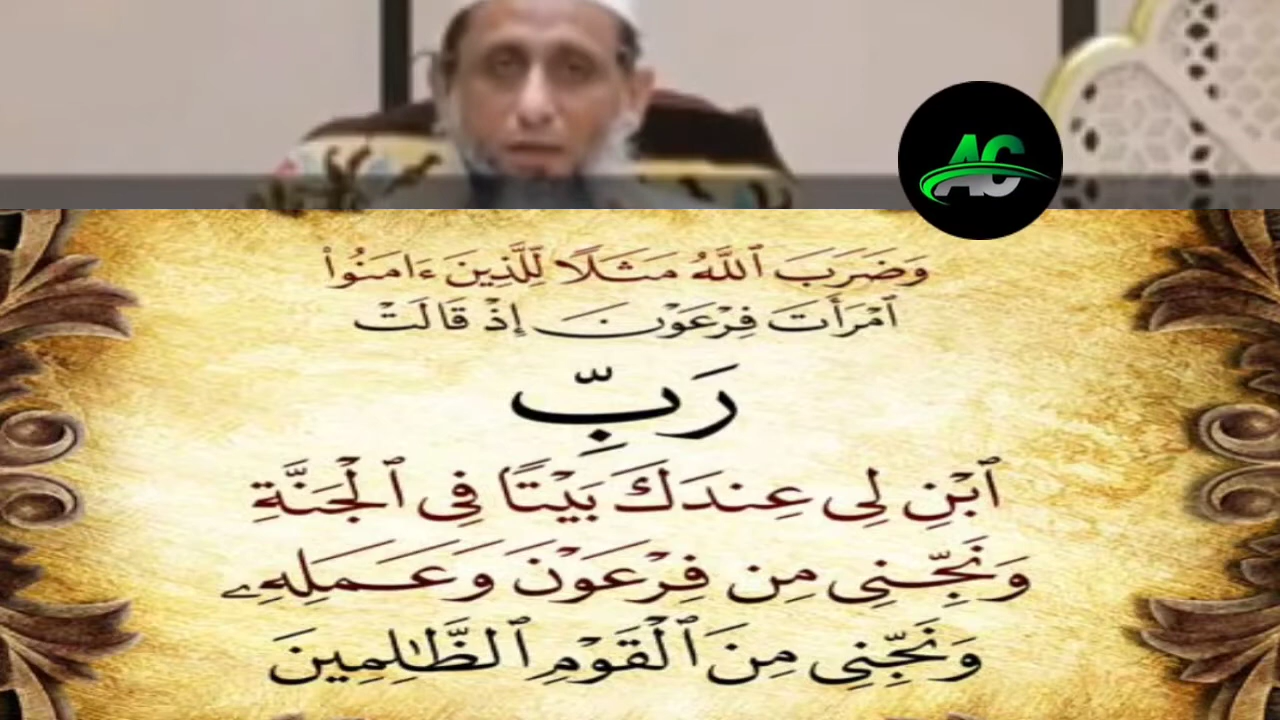 AC
وَضَرَبَ ٱللَّهُ مَثَلًا لِّلَّذِينَ ءَامَنُوا۟
ٱمْرَأَتَ فِرْعَوْنَ إِذْ قَالَتْ
رَبِّ
ٱبْنِ لِى عِندَكَ بَيْتًا فِى ٱلْجَنَّةِ
وَنَجِّنِى مِن فِرْعَوْنَ وَعَمَلِهِۦ
وَنَجِّنِى مِنَ ٱلْقَوْمِ ٱلظَّـٰلِمِينَ